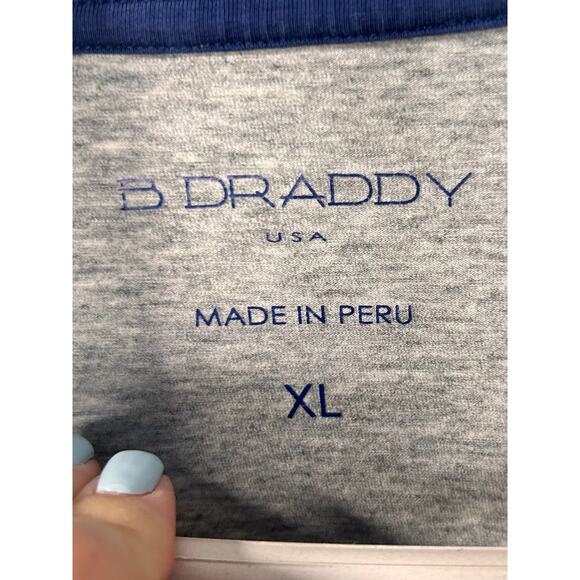 B DRADDY
USA
MADE IN PERU
XL